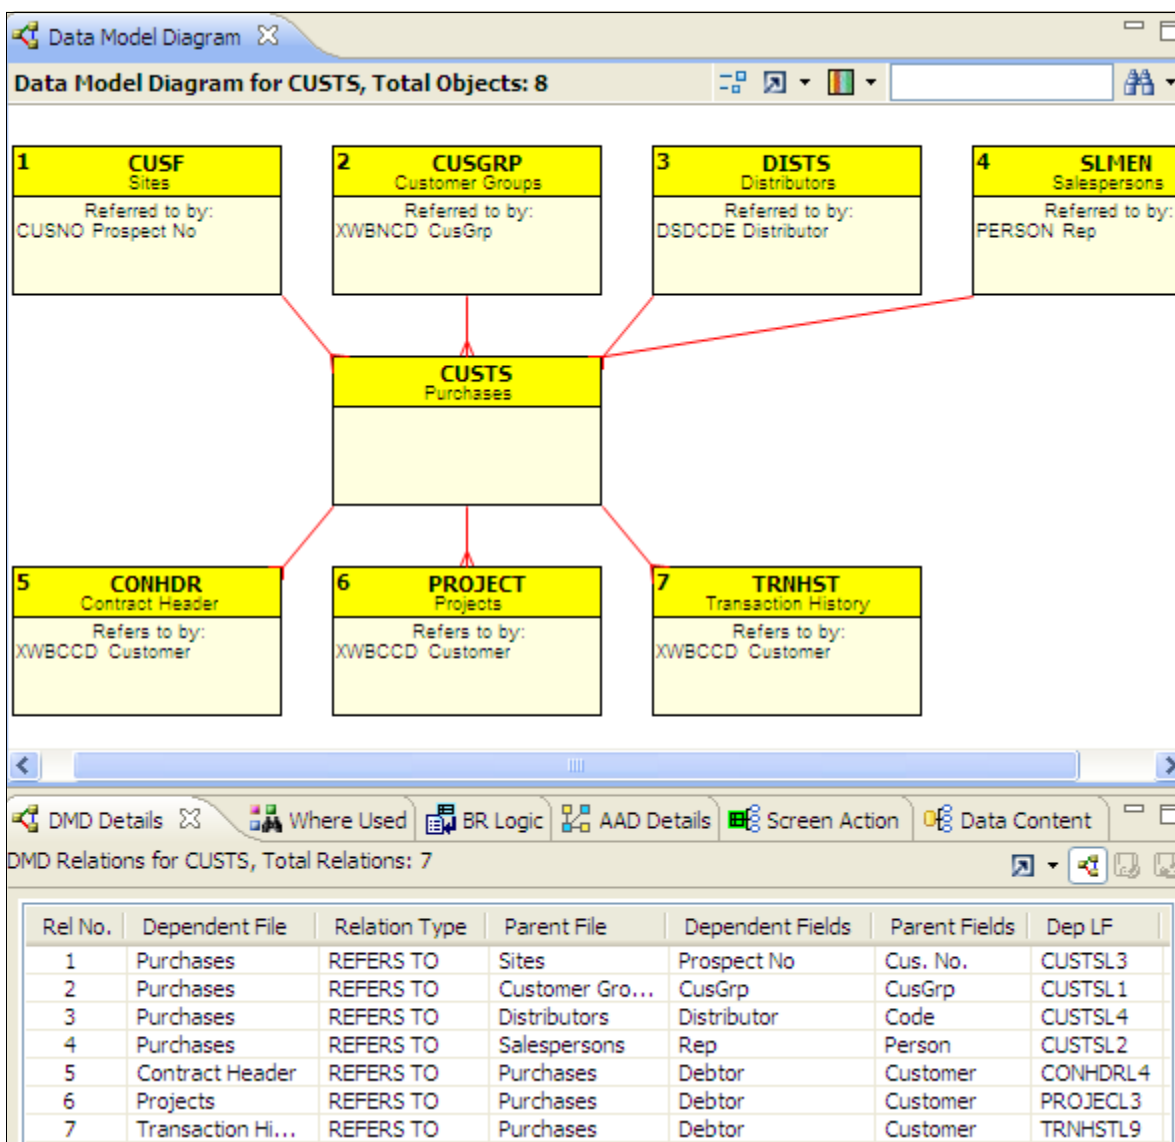 Data Model Diagram
Data Model Diagram for CUSTS, Total Objects: 8
1 CUSF
Sites
Referred to by:
CUSNO Prospect No
2 CUSGRP
Customer Groups
Referred to by:
XWBNCD CusGrp
3 DISTS
Distributors
Referred to by:
DSDCDE Distributor
4 SLMEN
Salespersons
Referred to by:
PERSON Rep
CUSTS
Purchases
5 CONHDR
Contract Header
Refers to by:
XWBCCD Customer
6 PROJECT
Projects
Refers to by:
XWBCCD Customer
7 TRNHST
Transaction History
Refers to by:
XWBCCD Customer
DMD Details Where Used BR Logic AAD Details Screen Action Data Content
DMD Relations for CUSTS, Total Relations: 7
Rel No. Dependent File Relation Type Parent File Dependent Fields Parent Fields Dep LF
1 Purchases REFERS TO Sites Prospect No Cus. No. CUSTSL3
2 Purchases REFERS TO Customer Gro... CusGrp CusGrp CUSTSL1
3 Purchases REFERS TO Distributors Distributor Code CUSTSL4
4 Purchases REFERS TO Salespersons Rep Person CUSTSL2
5 Contract Header REFERS TO Purchases Debtor Customer CONHDRL4
6 Projects REFERS TO Purchases Debtor Customer PROJECL3
7 Transaction Hi... REFERS TO Purchases Debtor Customer TRNHSTL9